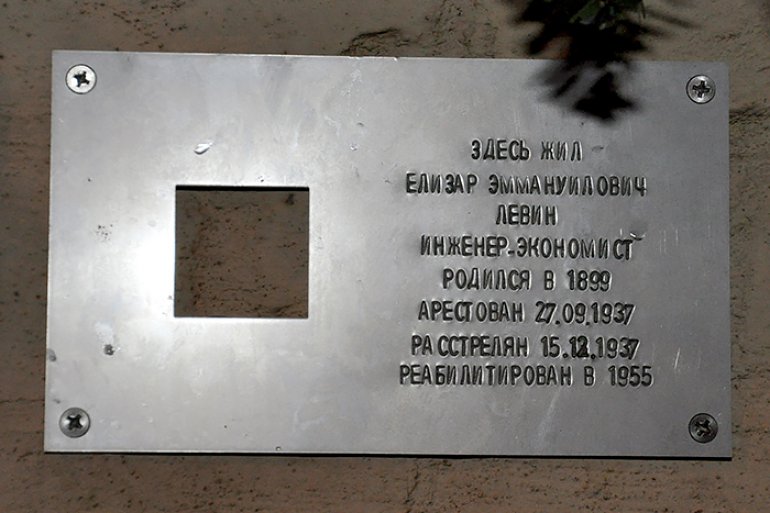 ЗДЕСЬ ЖИЛ
ЕЛИЗАР ЭММАНУИЛОВИЧ
ЛЕВИН
ИНЖЕНЕР-ЭКОНОМИСТ
РОДИЛСЯ В 1899
АРЕСТОВАН 27.09.1937
РАССТРЕЛЯН 15.12.1937
РЕАБИЛИТИРОВАН В 1955